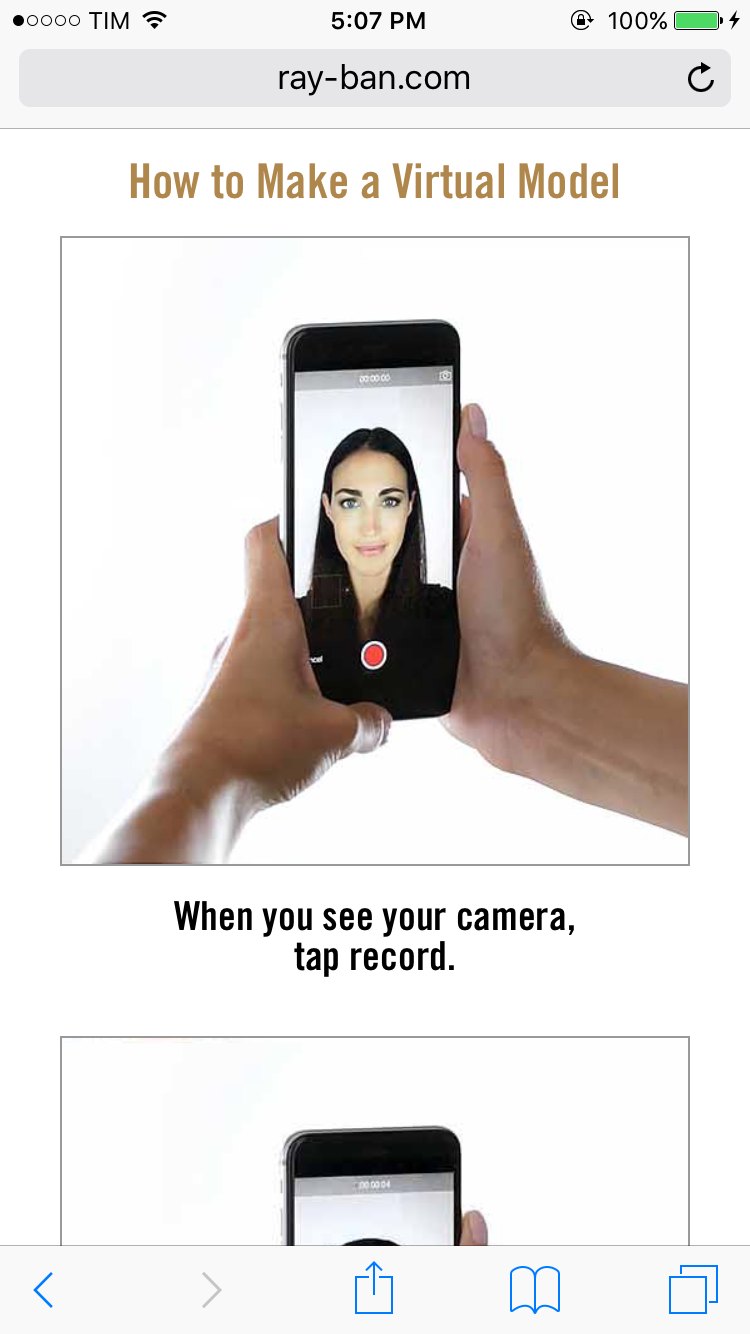 TIM 5:07 PM 100%
ray-ban.com
How to Make a Virtual Model
00:00:00
ncel
When you see your camera,
tap record.
00:00:04